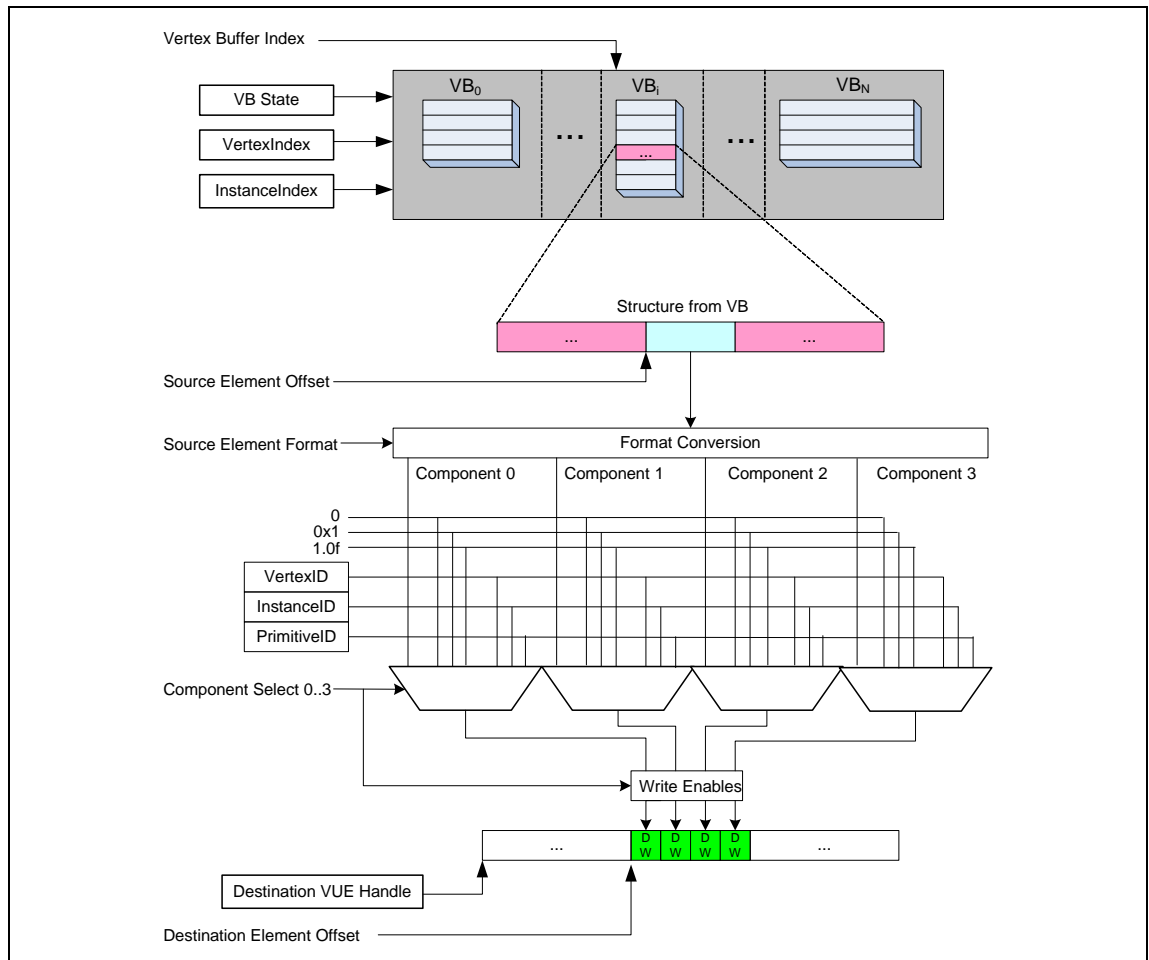 Vertex Buffer Index
VB0 VBi VBN
VB State
VertexIndex
... ...
...
InstanceIndex
Structure from VB
... ...
Source Element Offset
Source Element Format
Format Conversion
Component 0 Component 1 Component 2 Component 3
0
0x1
1.0f
VertexID
InstanceID
PrimitiveID
Component Select 0..3
Write Enables
... D D D D ...
W W W W
Destination VUE Handle
Destination Element Offset